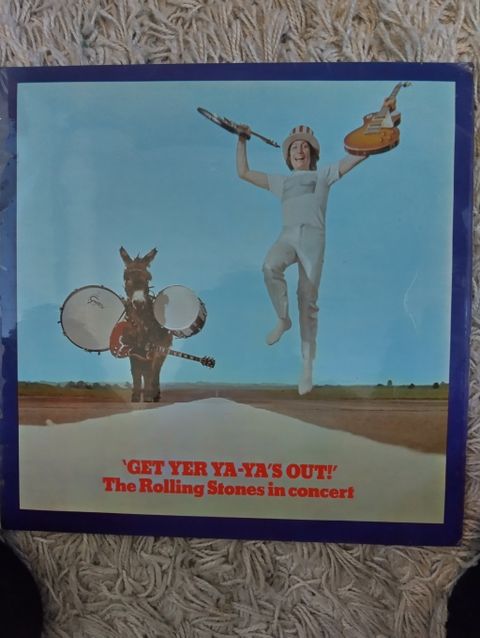 'GET YER YA-YA'S OUT!'
The Rolling Stones in concert